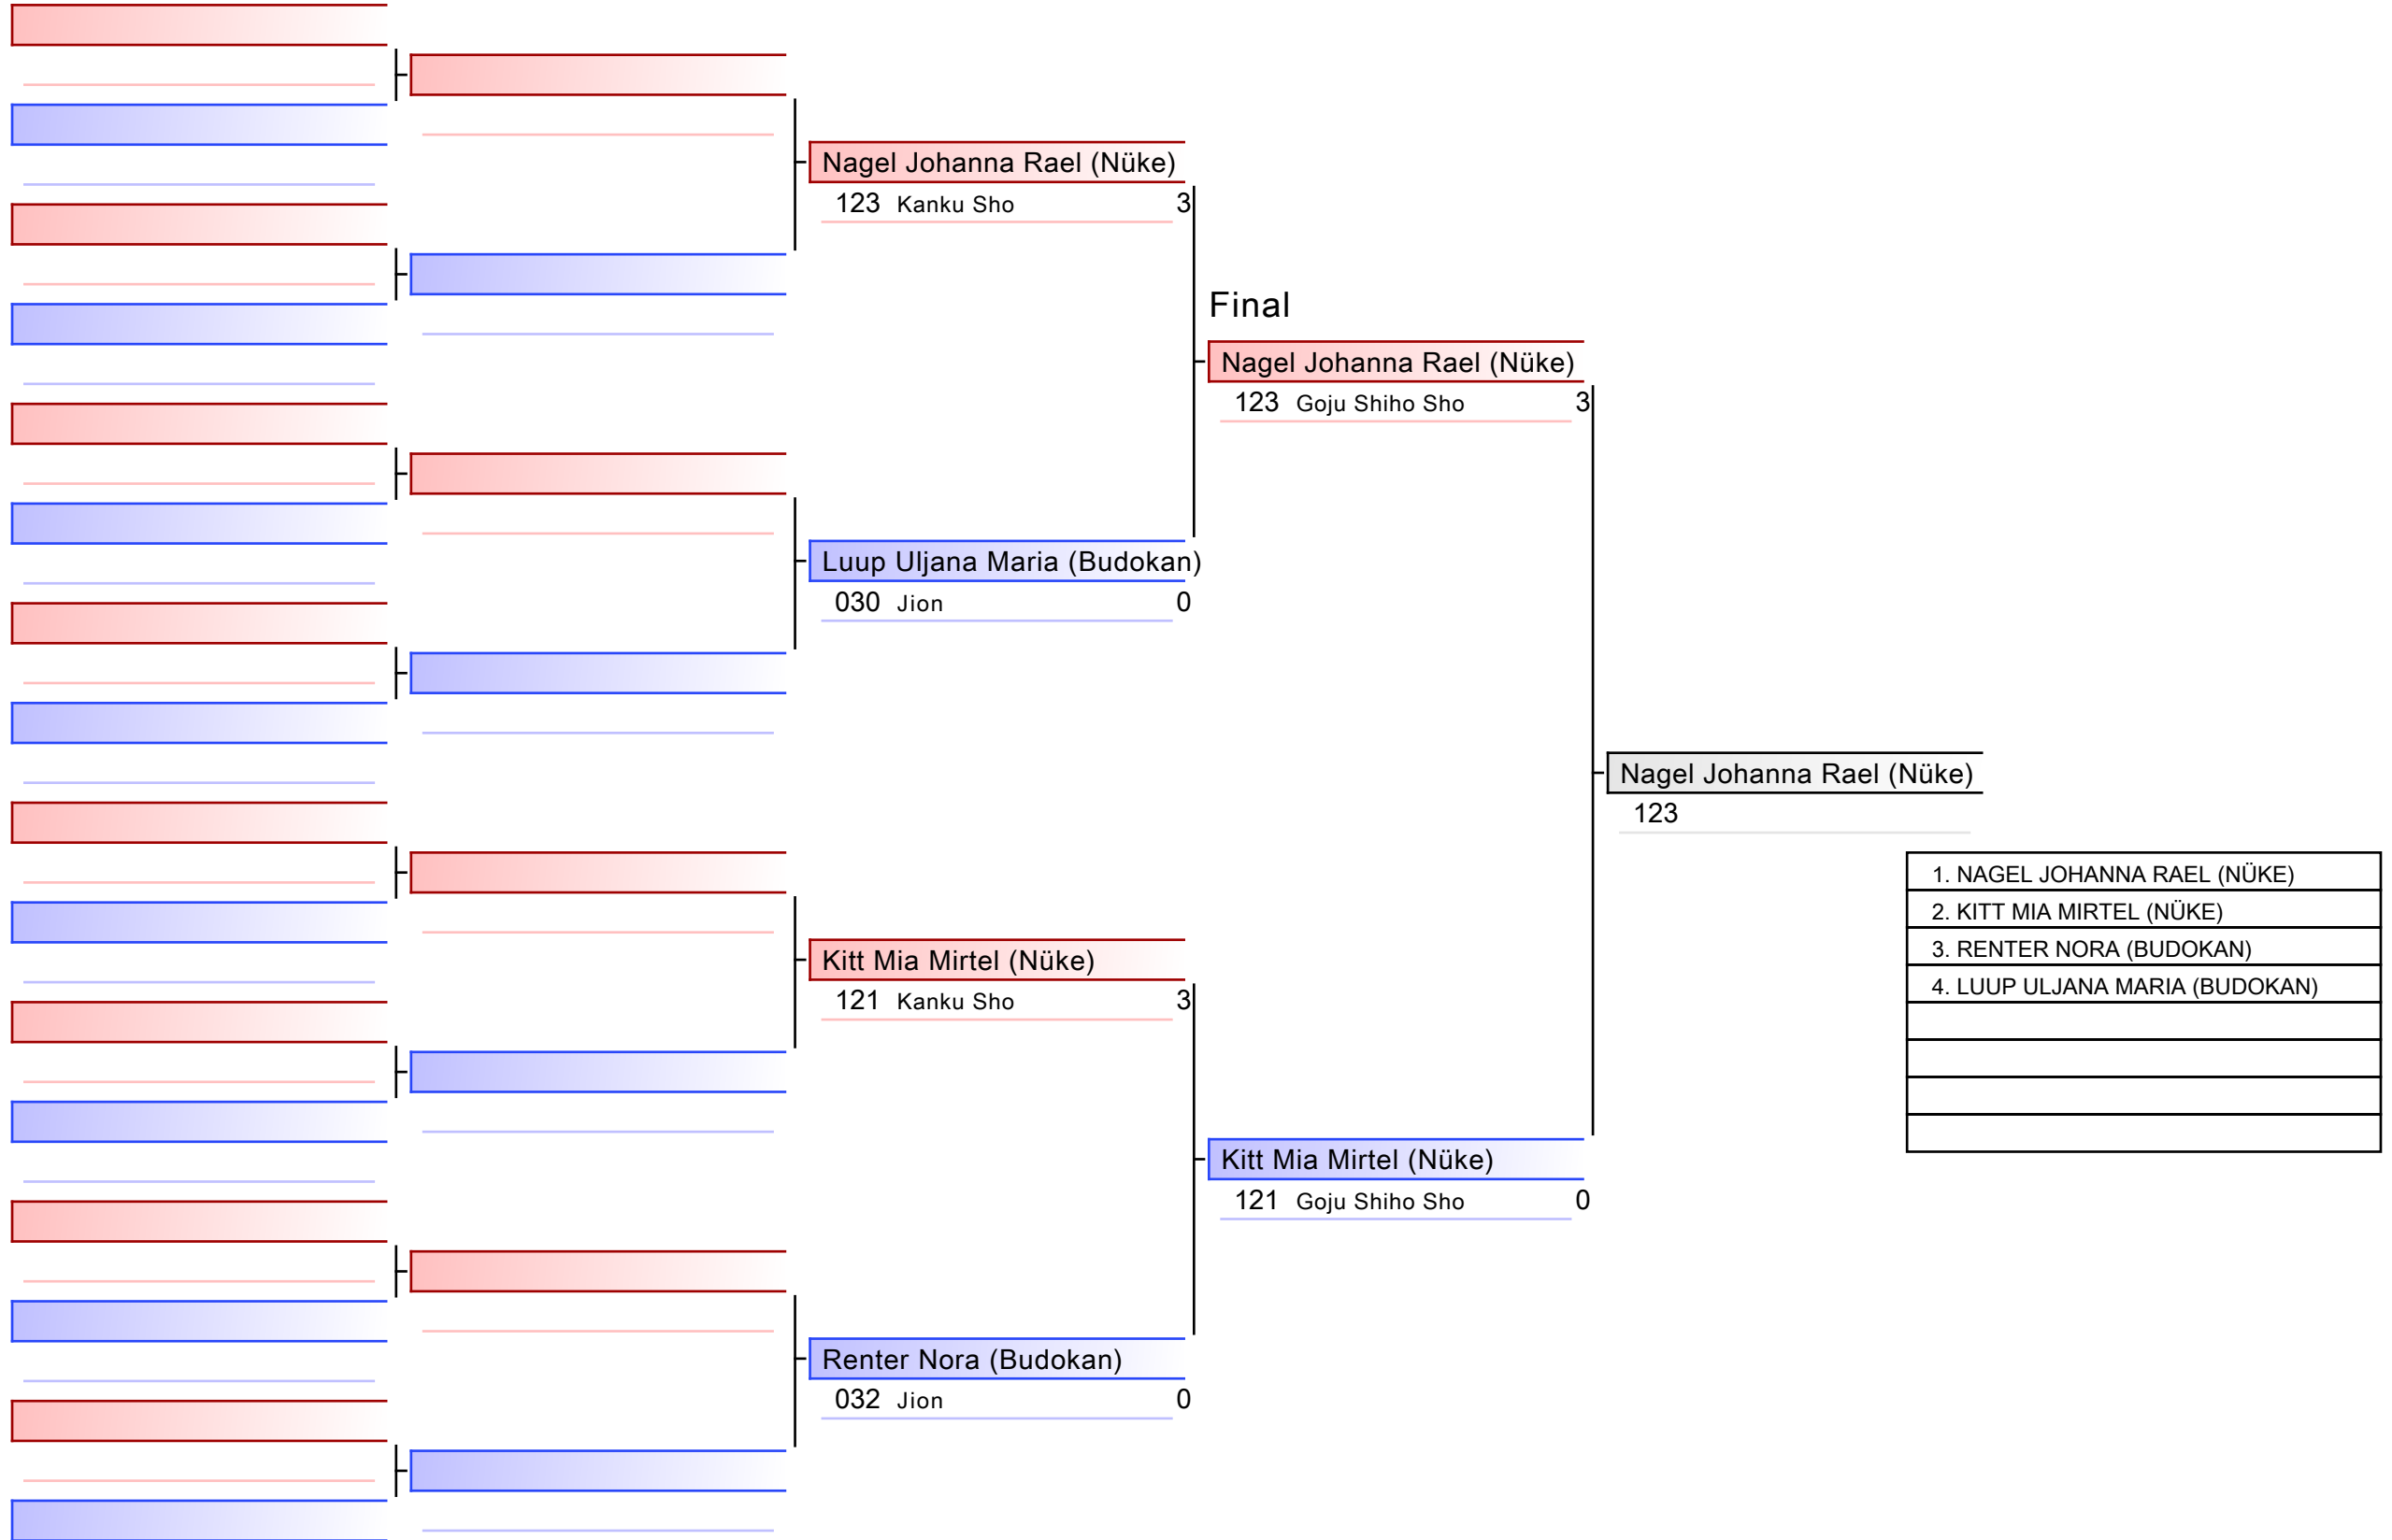 Nagel Johanna Rael (Nüke)
123 Kanku Sho 3
Final
Nagel Johanna Rael (Nüke)
123 Goju Shiho Sho 3
Luup Uljana Maria (Budokan)
030 Jion 0
Nagel Johanna Rael (Nüke)
123
1. NAGEL JOHANNA RAEL (NÜKE)
2. KITT MIA MIRTEL (NÜKE)
3. RENTER NORA (BUDOKAN)
4. LUUP ULJANA MARIA (BUDOKAN)
Kitt Mia Mirtel (Nüke)
121 Kanku Sho 3
Kitt Mia Mirtel (Nüke)
121 Goju Shiho Sho 0
Renter Nora (Budokan)
032 Jion 0